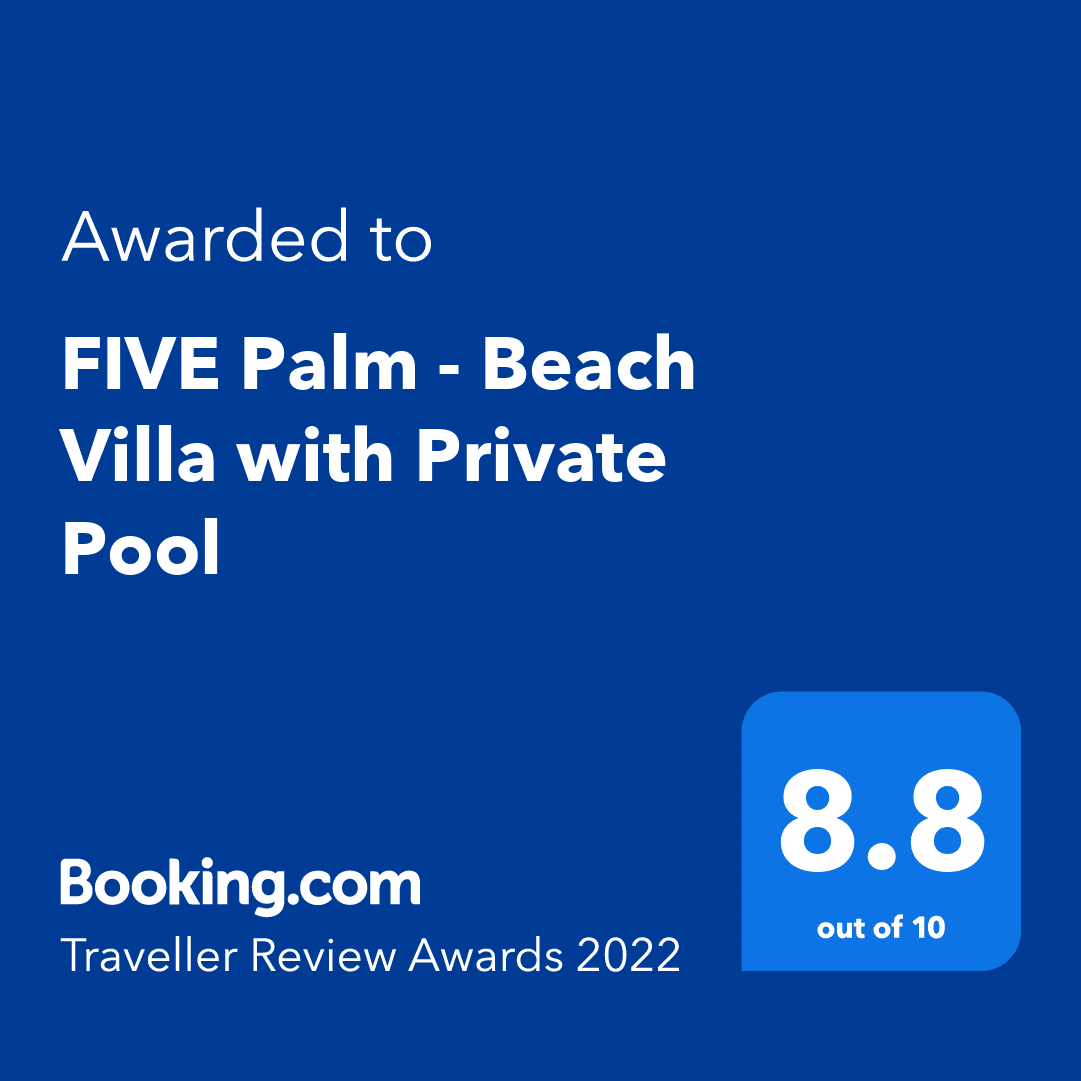 Awarded to
FIVE Palm - Beach
Villa with Private
Pool
8.8
out of 10
Booking.com
Traveller Review Awards 2022